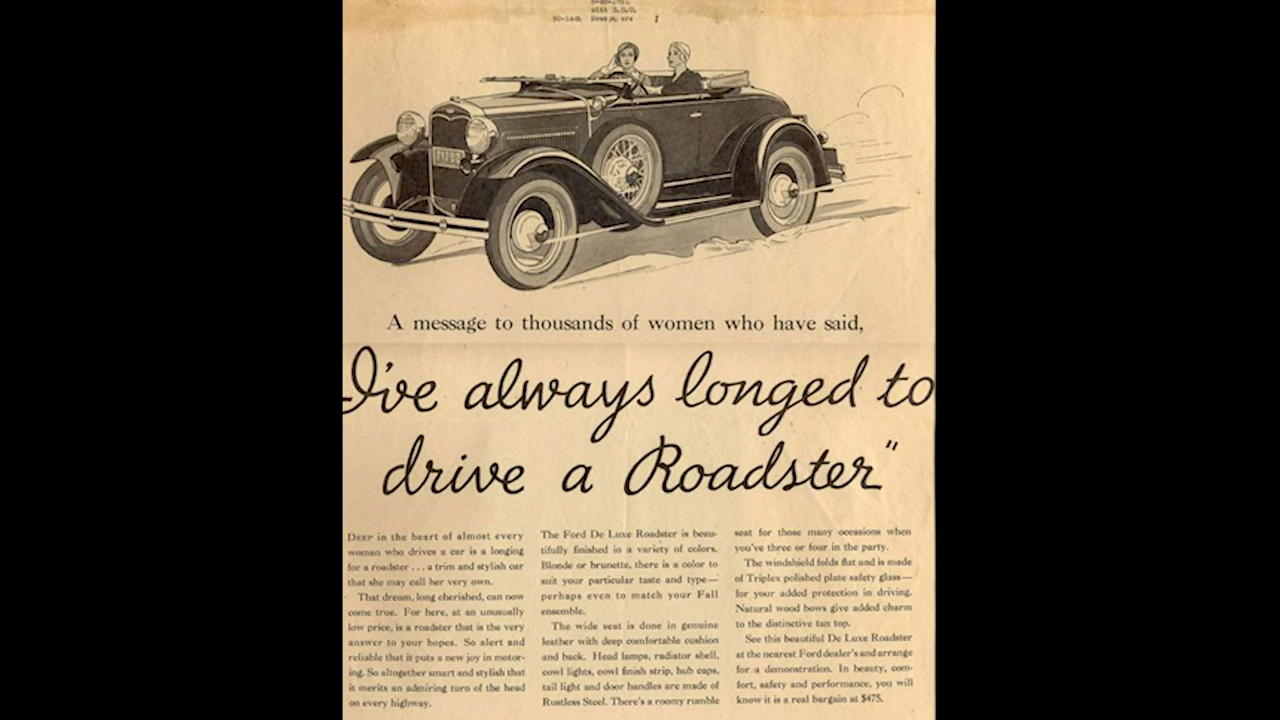 with D.C.O.
A message to thousands of women who have said,
I've always longed to
drive a Roadster"
DEEP in the heart of almost every
woman who drives a car is a longing
for a roadster . . . a trim and stylish car
that she may call her very own.
That dream, long cherished, can now
come true. For here, at an unusually
low price, is a roadster that is the very
answer to your hopes. So alert and
reliable that it puts a new joy in motor-
ing. So altogether smart and stylish that
it merits an admiring turn of the head
on every highway.
The Ford De Luxe Roadster is beau-
tifully finished in a variety of colors.
Blonde or brunette, there is a color to
suit your particular taste and type—
perhaps even to match your Fall
ensemble.
The wide seat is done in genuine
leather with deep comfortable cushion
and back. Head lamps, radiator shell,
cowl lights, cowl finish strip, hub caps,
tail light and door handles are made of
Rustless Steel. There's a roomy rumble
seat for those many occasions when
you've three or four in the party.
The windshield folds flat and is made
of Triplex polished plate safety glass—
for your added protection in driving.
Natural wood bows give added charm
to the distinctive tan top.
See this beautiful De Luxe Roadster
at the nearest Ford dealer's and arrange
for a demonstration. In beauty, com-
fort, safety and performance, you will
know it is a real bargain at $475.